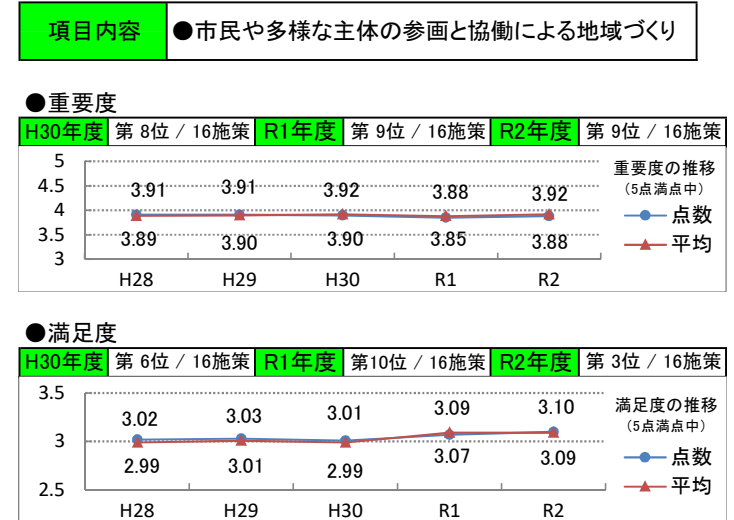 項目内容 ●市民や多様な主体の参画と協働による地域づくり
●重要度
H30年度 第 8位 / 16施策 R1年度 第 9位 / 16施策 R2年度 第 9位 / 16施策
5
4.5
4
3.5
3
3.91 3.91 3.92 3.88 3.92
3.89 3.90 3.90 3.85 3.88
H28 H29 H30 R1 R2
重要度の推移
(5点満点中)
点数
平均
●満足度
H30年度 第 6位 / 16施策 R1年度 第10位 / 16施策 R2年度 第 3位 / 16施策
3.5
3
2.5
3.02 3.03 3.01 3.09 3.10
2.99 3.01 2.99 3.07 3.09
H28 H29 H30 R1 R2
満足度の推移
(5点満点中)
点数
平均